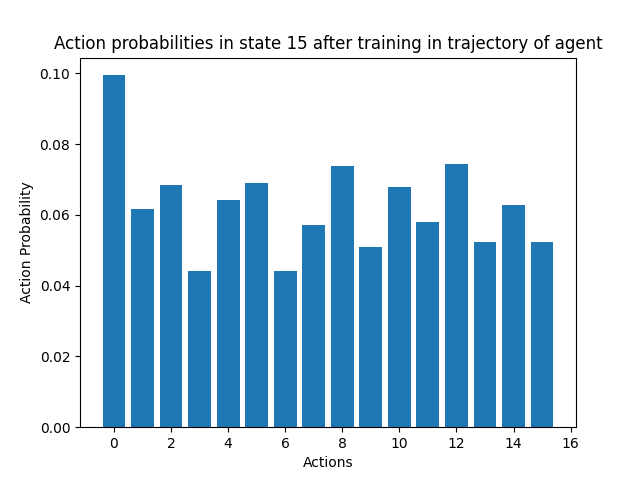 Action probabilities in state 15 after training in trajectory of agent
0.10
0.08
0.06
0.04
0.02
0.00
Action Probability
0 2 4 6 8 10 12 14 16
Actions